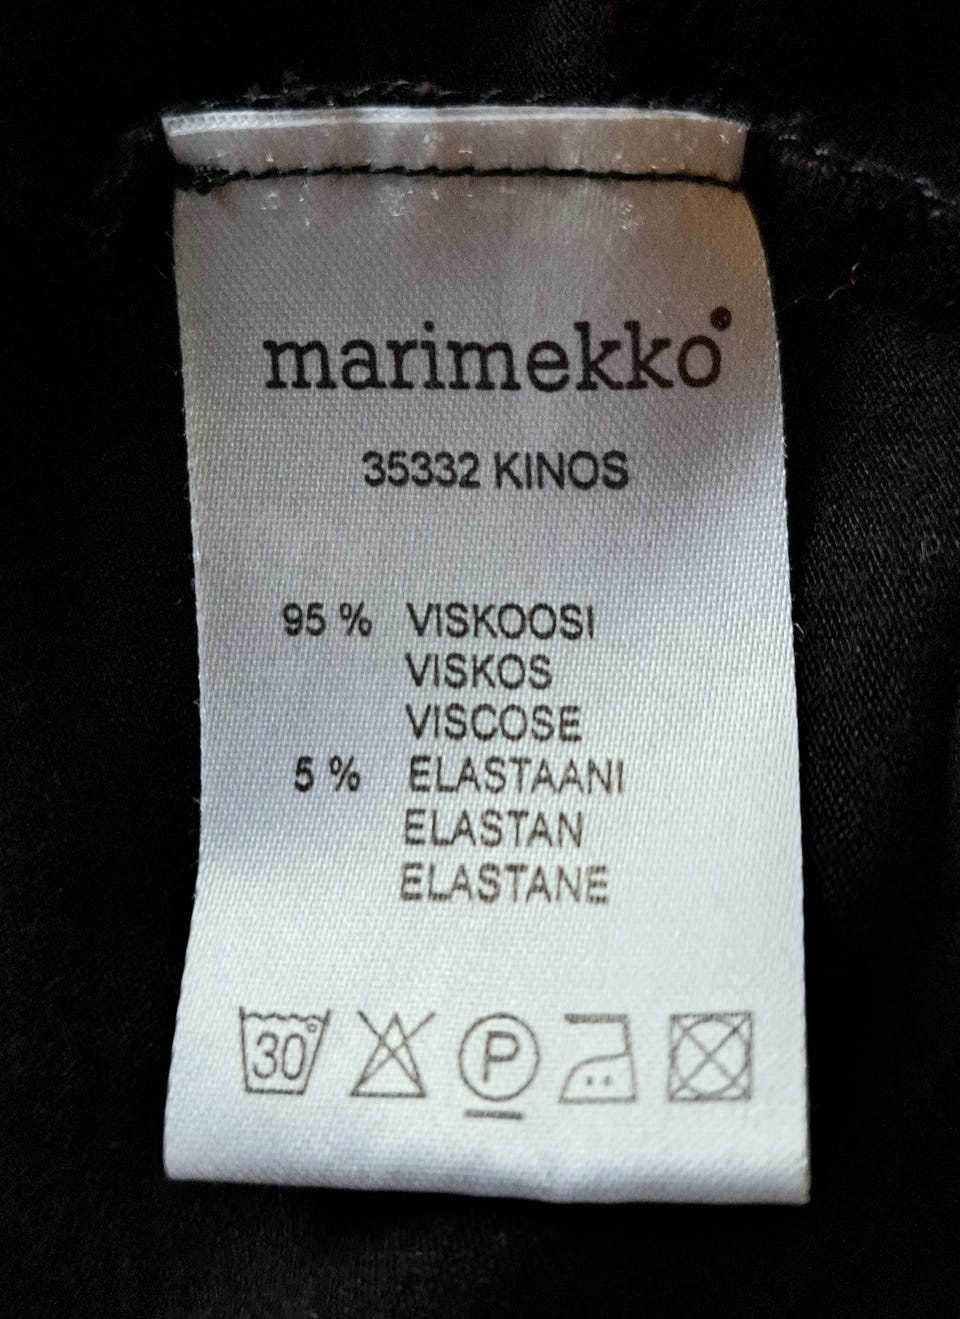 marimekko®
35332 KINOS
95 % VISKOOSI
VISKOS
VISCOSE
5 % ELASTAANI
ELASTAN
ELASTANE
30° P